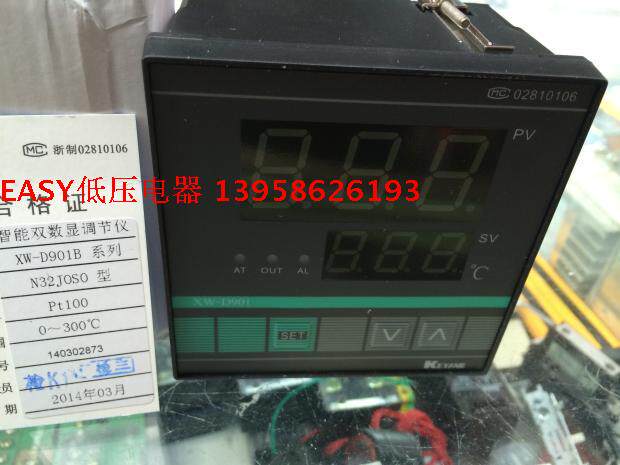 MC 02810106
PV
SV
℃
AT OUT AL
XW-D901
SET
MC 浙制02810106
EASY低压电器 13958626193
合格证
智能双数显调节仪
XW-D901B 系列
N32JOSO 型
Pt100
0～300℃
号
140302873
员
期 2014年03月